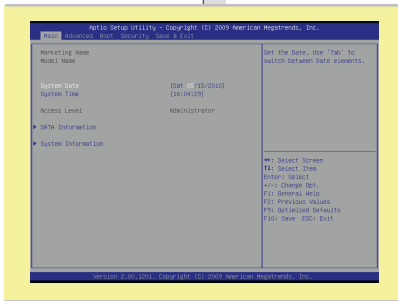 Aptio Setup Utility - Copyright (C) 2009 American Megatrends, Inc.
Main Advanced Boot Security Save & Exit
Marketing Name
Model Name
System Date [Sat 05/15/2010]
System Time [16:04:29]
Access Level Administrator
SATA Information
System Information
Set the Date. Use 'Tab' to
switch between Date elements.
↔: Select Screen
↑↓: Select Item
Enter: Select
+/-: Change Opt.
F1: General Help
F2: Previous Values
F9: Optimized Defaults
F10: Save ESC: Exit
Version 2.00.1201. Copyright (C) 2009 American Megatrends, Inc.